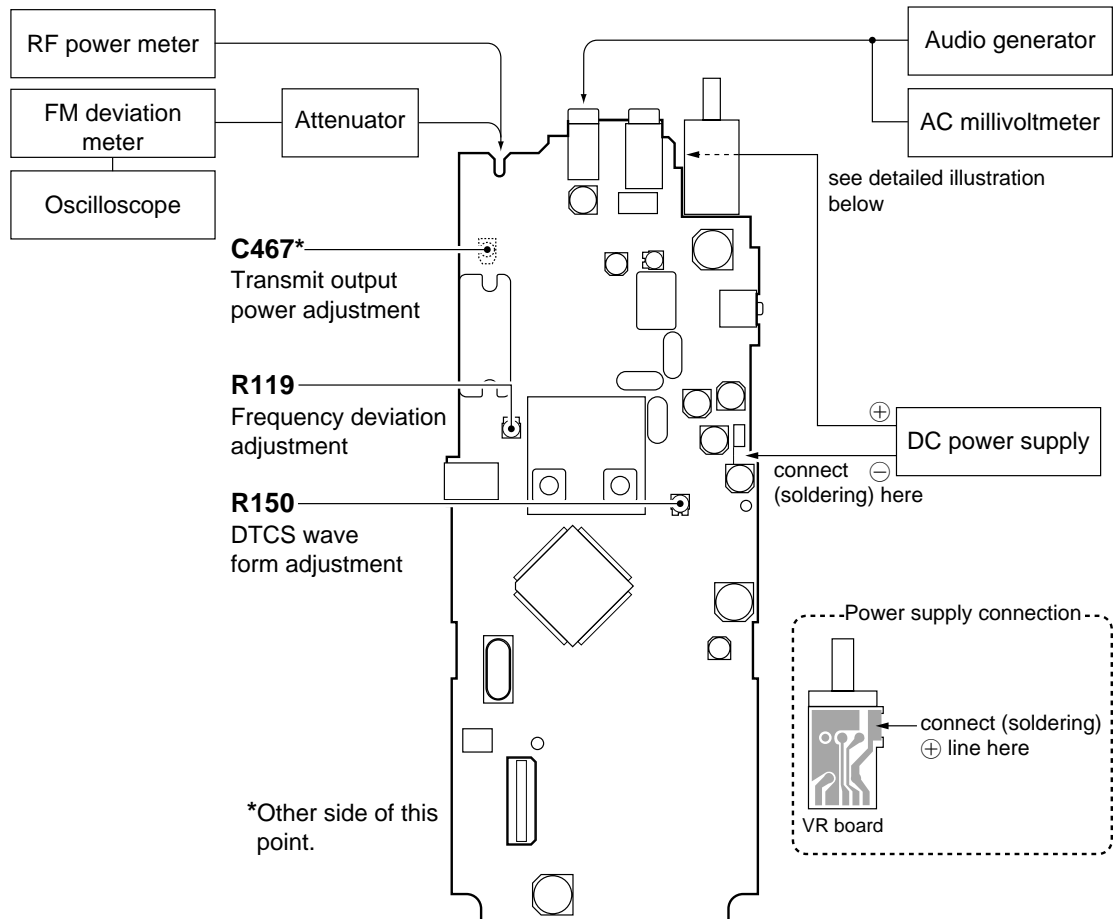 RF power meter
FM deviation
meter
Attenuator
Oscilloscope
Audio generator
AC millivoltmeter
see detailed illustration
below
C467*
Transmit output
power adjustment
R119
Frequency deviation
adjustment
R150
DTCS wave
form adjustment
⊕
DC power supply
connect ⊖
(soldering) here
Power supply connection
connect (soldering)
⊕ line here
VR board
*Other side of this
point.